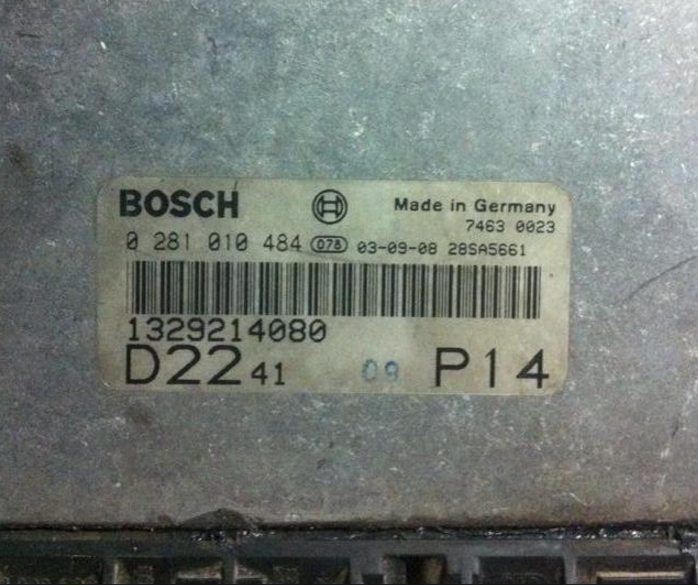 BOSCH Made in Germany
7463 0023
0 281 010 484 078 03-09-08 28SA5661
1329214080
D22 41 09 P14